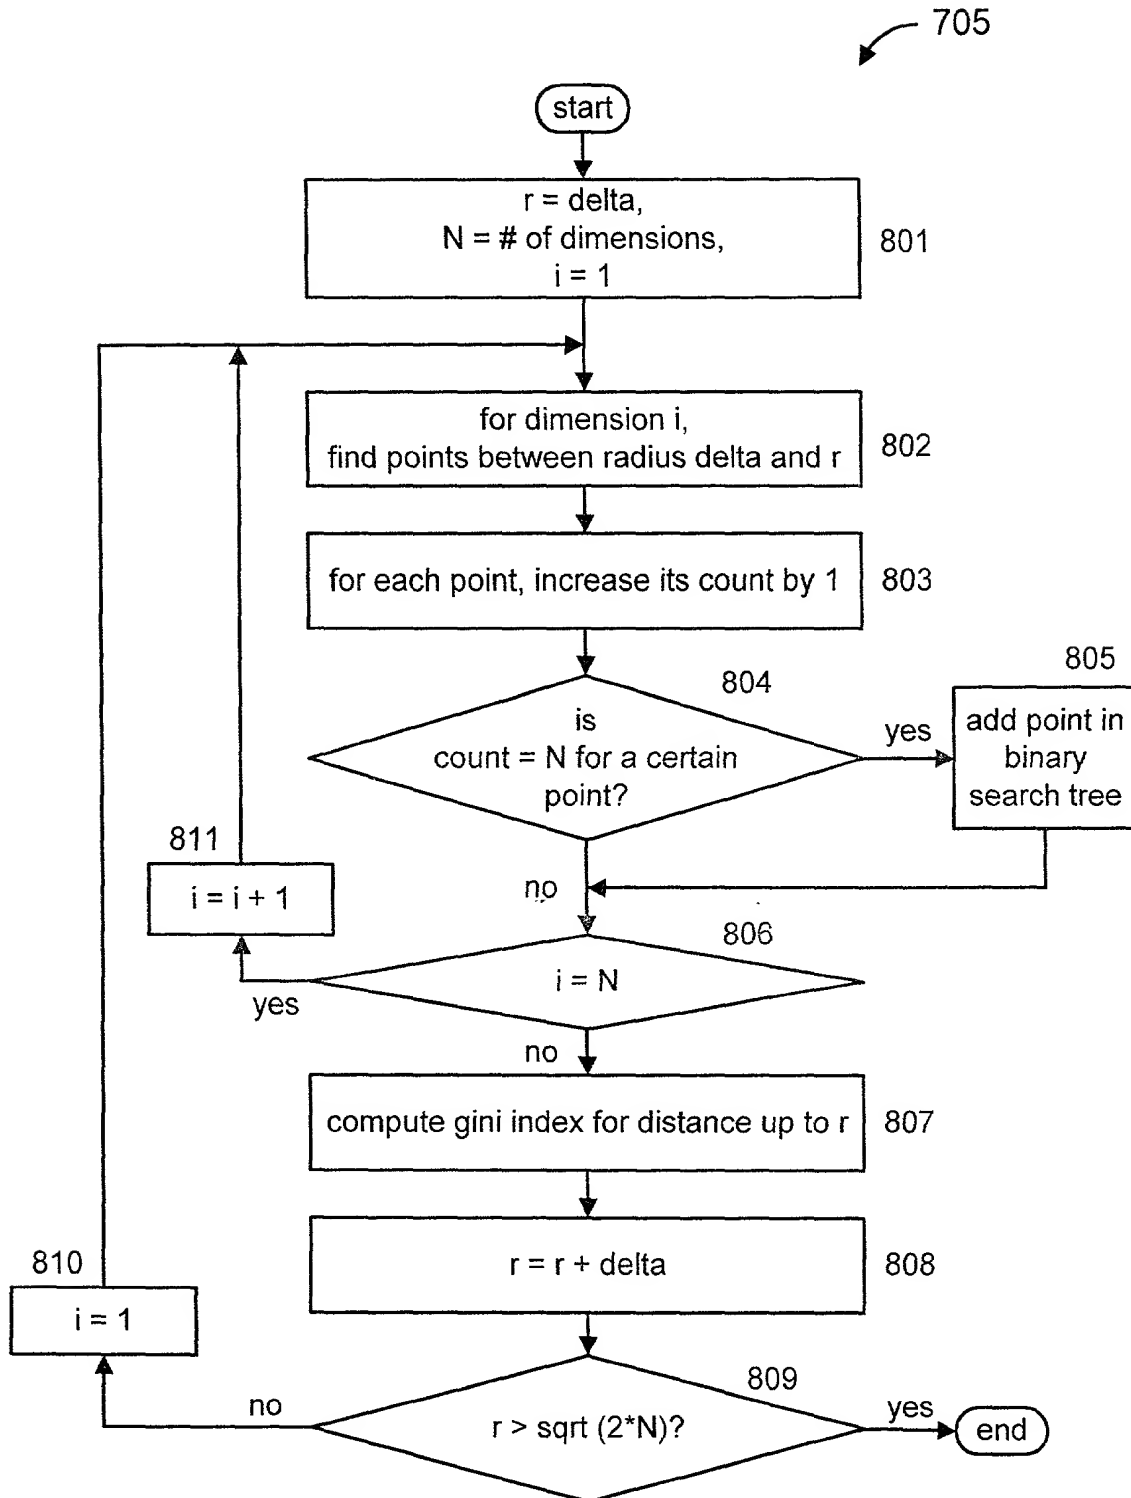 705
start
r = delta,
N = # of dimensions,
i = 1
801
for dimension i,
find points between radius delta and r
802
for each point, increase its count by 1
803
804
is
count = N for a certain
point?
yes
805
add point in
binary
search tree
811
i = i + 1
no
806
i = N
yes
no
compute gini index for distance up to r
807
r = r + delta
808
810
i = 1
809
r > sqrt (2*N)?
no
yes
end